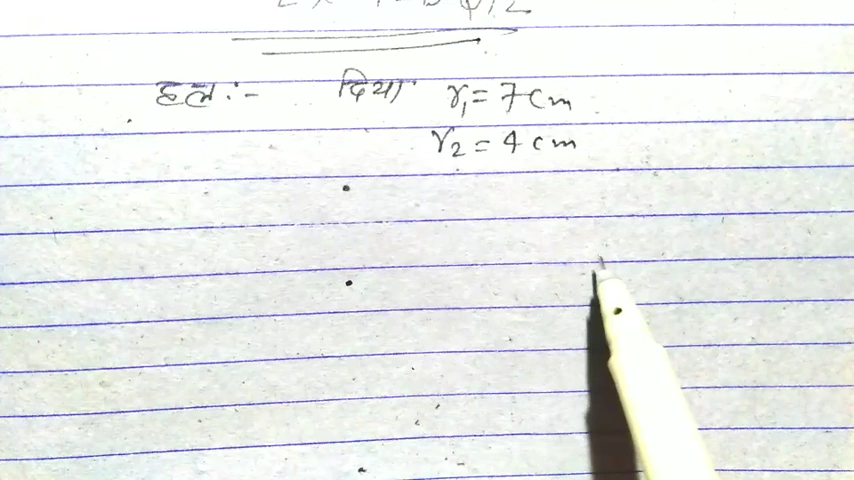 हल :- दिया r₁ = 7 cm
r₂ = 4 cm